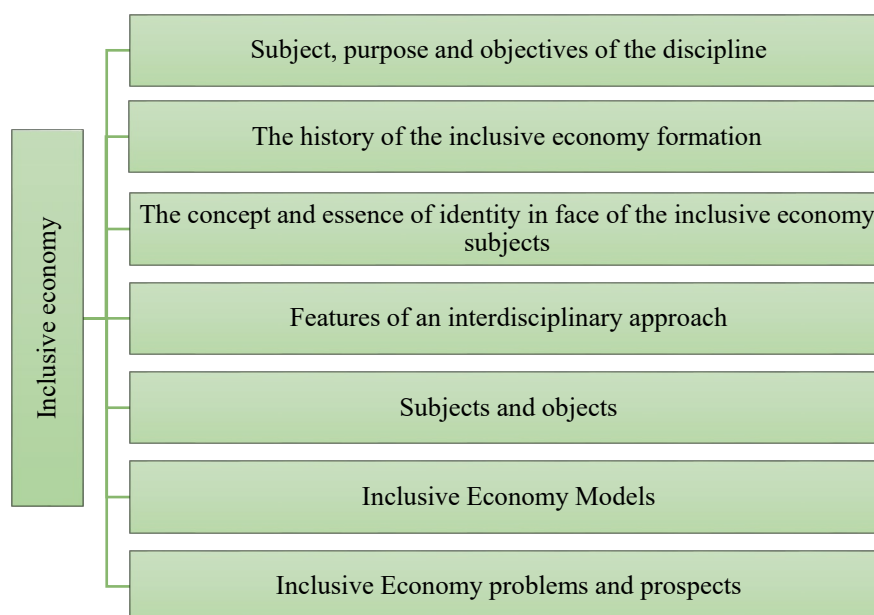 Inclusive economy
Subject, purpose and objectives of the discipline
The history of the inclusive economy formation
The concept and essence of identity in face of the inclusive economy
subjects
Features of an interdisciplinary approach
Subjects and objects
Inclusive Economy Models
Inclusive Economy problems and prospects